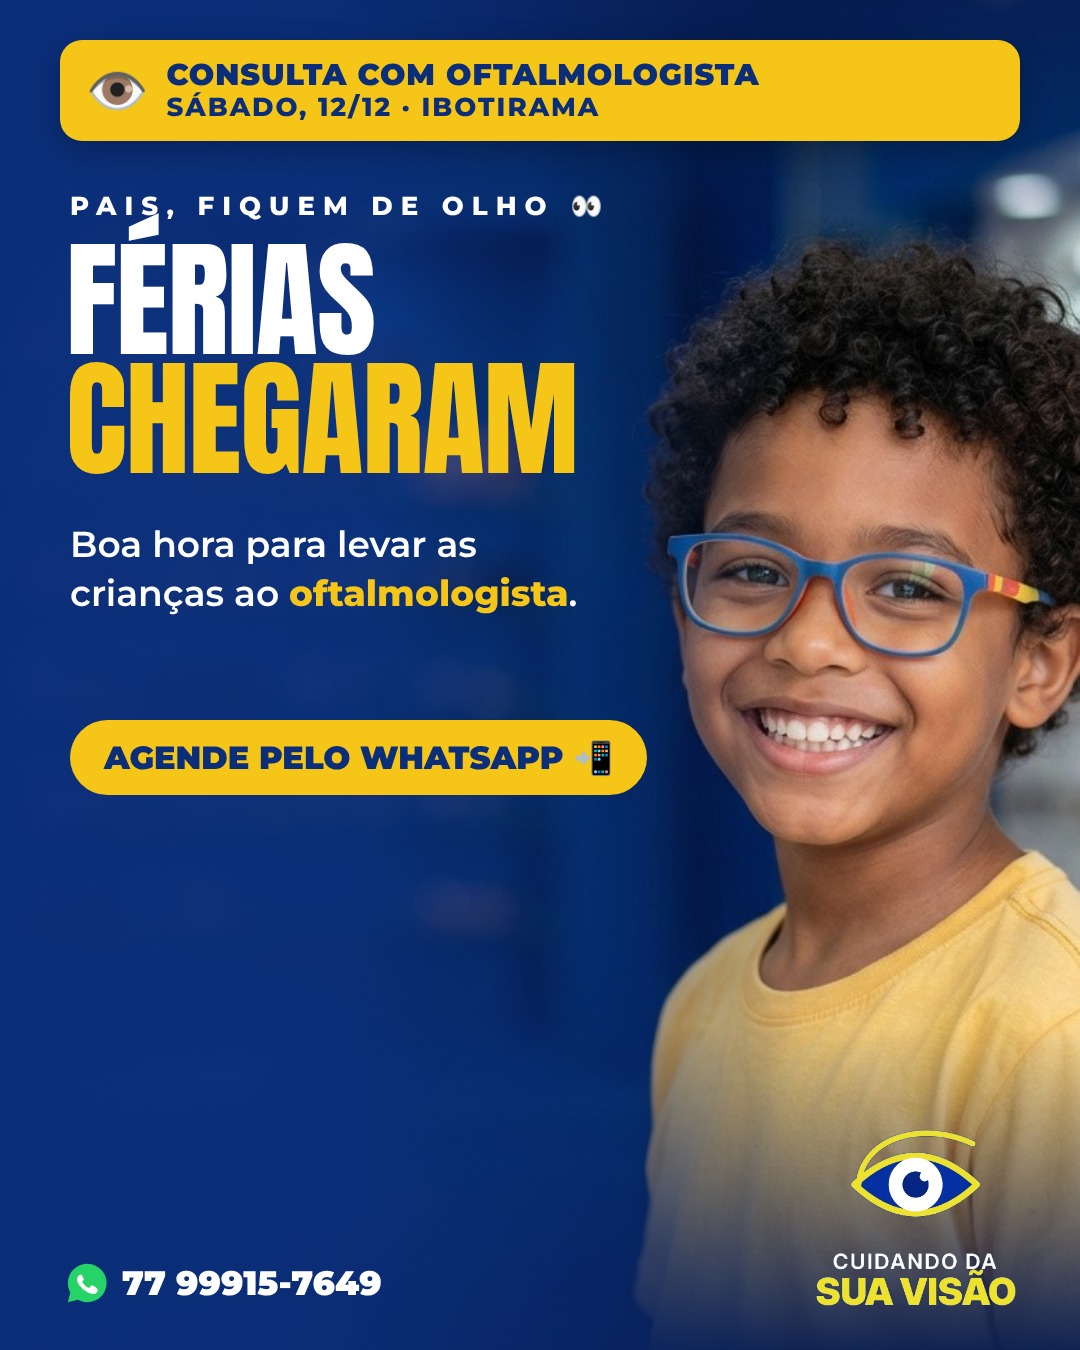 CONSULTA COM OFTALMOLOGISTA
SÁBADO, 12/12 · IBOTIRAMA
PAIS, FIQUEM DE OLHO 👀
FÉRIAS
CHEGARAM
Boa hora para levar as
crianças ao oftalmologista.
AGENDE PELO WHATSAPP 📲
77 99915-7649
CUIDANDO DA
SUA VISÃO